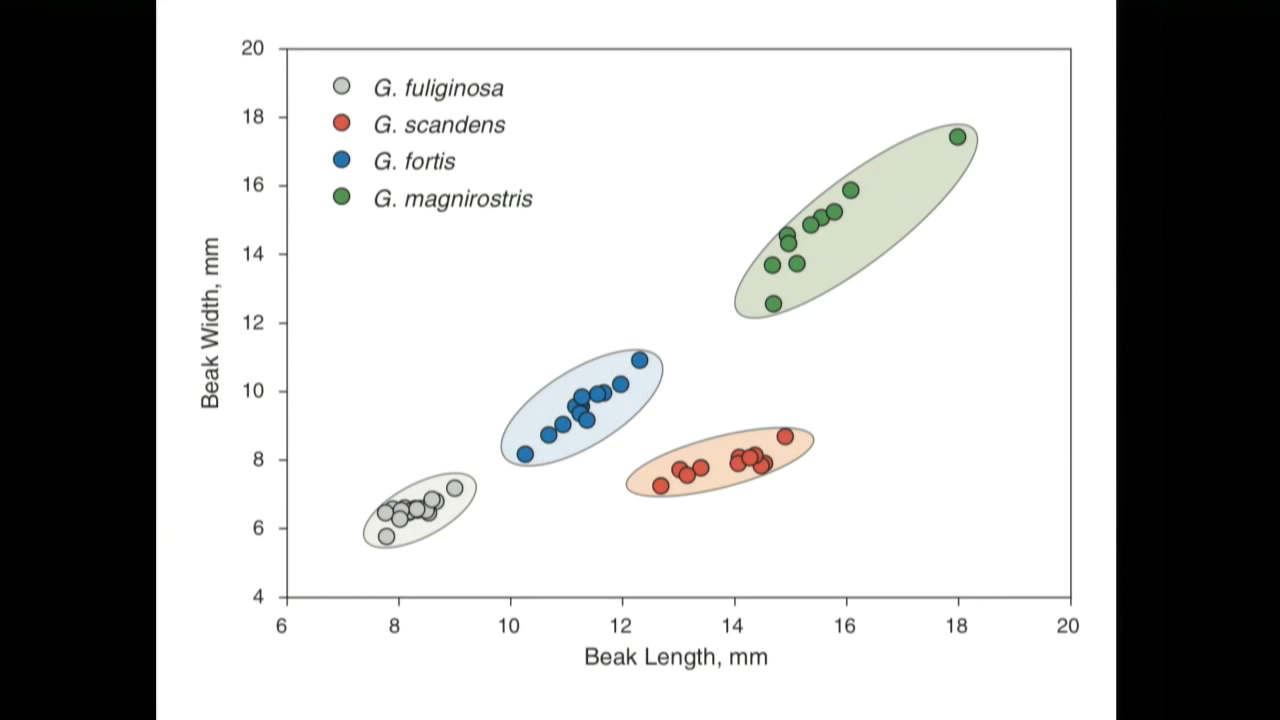 20
G. fuliginosa
18
G. scandens
G. fortis
16
G. magnirostris
14
12
10
8
6
4
Beak Width, mm
6 8 10 12 14 16 18 20
Beak Length, mm